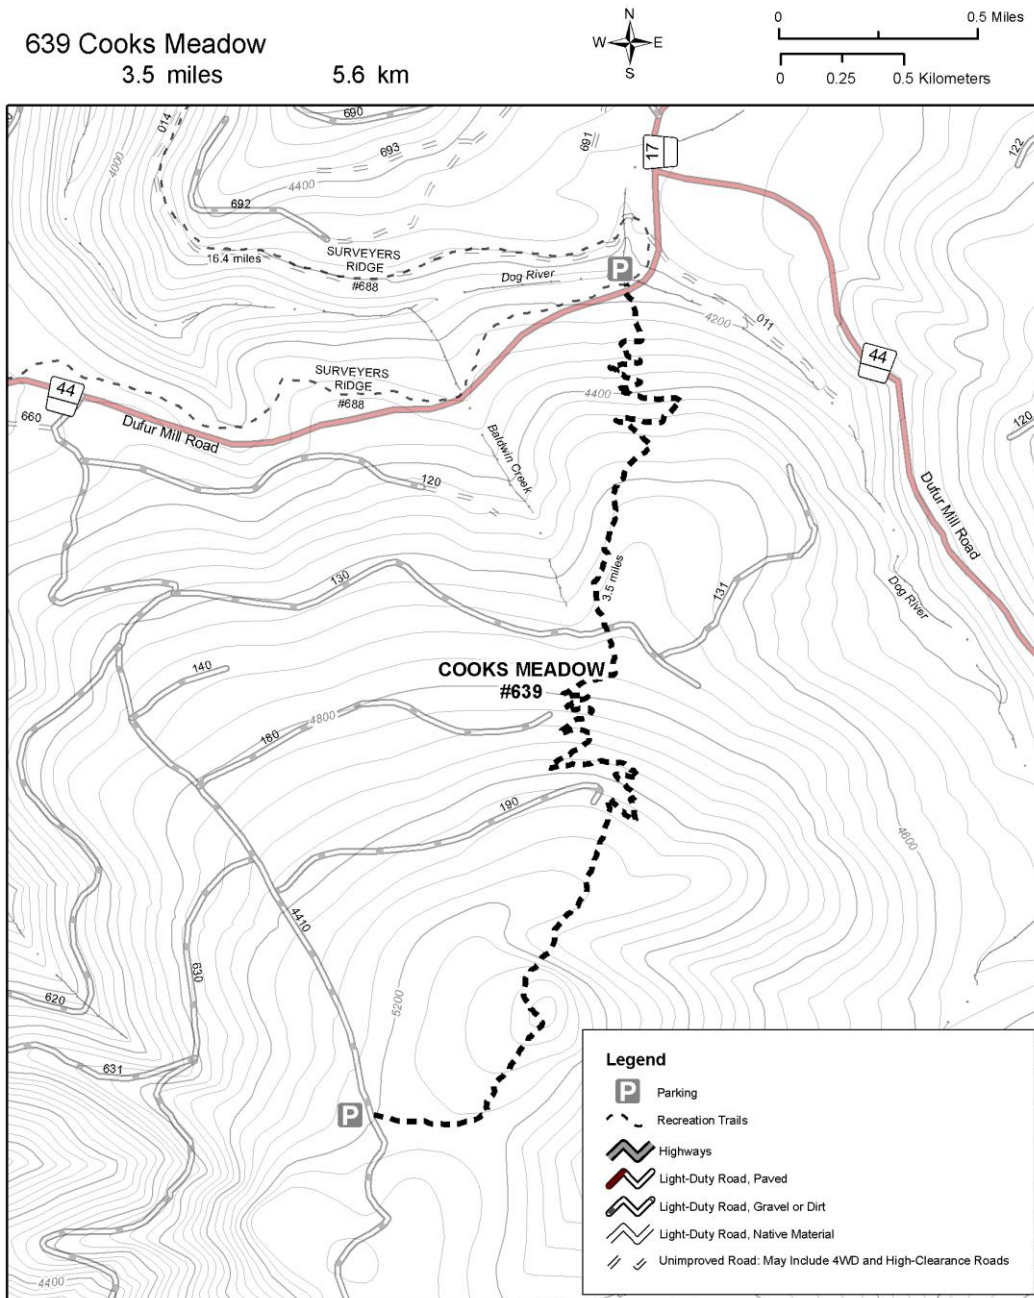 639 Cooks Meadow
3.5 miles 5.6 km
N
W E
S
0 0.5 Miles
0 0.25 0.5 Kilometers
690
014
693
691
17
122
4000
4400
692
SURVEYERS
RIDGE
#688
16.4 miles
P
Dog River
4200
011
44
SURVEYERS
RIDGE
#688
4400
44
660
Dufur Mill Road
120
Baldwin Creek
120
Dufur Mill Road
3.5 miles
130
131
Dog River
140
COOKS MEADOW
#639
180
4800
190
4600
4410
630
5200
620
631
P
4400
Legend
P Parking
Recreation Trails
Highways
Light-Duty Road, Paved
Light-Duty Road, Gravel or Dirt
Light-Duty Road, Native Material
Unimproved Road: May Include 4WD and High-Clearance Roads